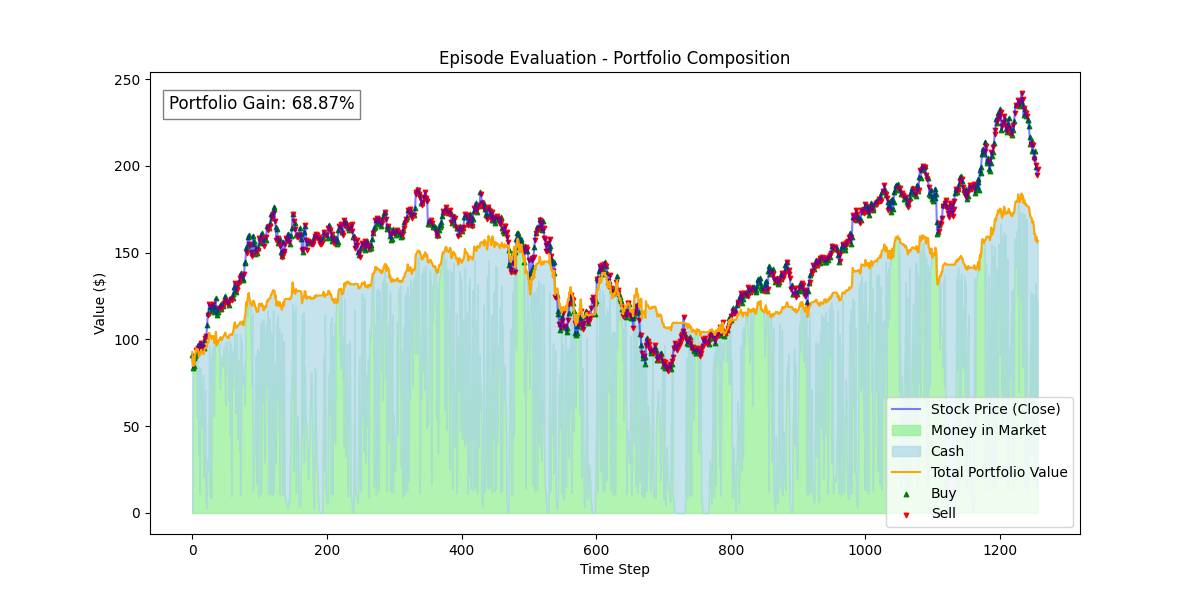 Episode Evaluation - Portfolio Composition
Portfolio Gain: 68.87%
Value ($)
250
200
150
100
50
0
0 200 400 600 800 1000 1200
Time Step
Stock Price (Close)
Money in Market
Cash
Total Portfolio Value
Buy
Sell